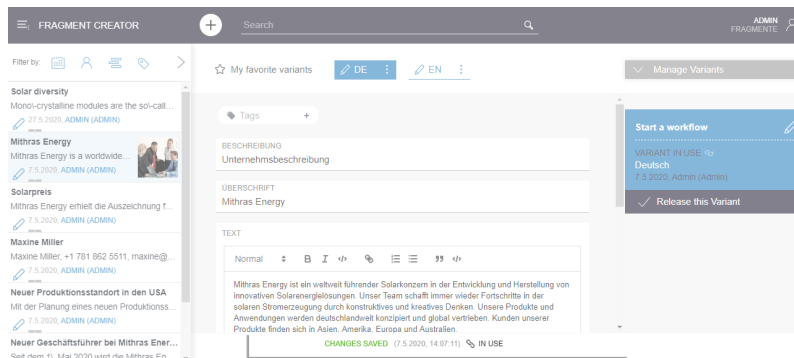 FRAGMENT CREATOR
Search
ADMIN
FRAGMENTE
Filter by:
Solar diversity
Mono\-crystalline modules are the so\-call...
27.5.2020, ADMIN (ADMIN)
Mithras Energy
Mithras Energy is a worldwide...
7.5.2020, ADMIN (ADMIN)
Solarpreis
Mithras Energy erhielt die Auszeichnung f...
7.5.2020, ADMIN (ADMIN)
Maxine Miller
Maxine Miller, +1 781 862 5511, maxine@...
7.5.2020, ADMIN (ADMIN)
Neuer Produktionsstandort in den USA
Mit der Planung eines neuen Produktionss...
7.5.2020, ADMIN (ADMIN)
Neuer Geschäftsführer bei Mithras Ener...
Seit dem 1\. Mai 2020 wird die Mithras En
My favorite variants
DE
EN
Tags
BESCHREIBUNG
Unternehmsbeschreibung
ÜBERSCHRIFT
Mithras Energy
TEXT
Normal
Mithras Energy ist ein weltweit führender Solarkonzern in der Entwicklung und Herstellung von
innovativen Solarenergielösungen. Unser Team schafft immer wieder Fortschritte in der
solaren Stromerzeugung durch konstruktives und kreatives Denken. Unsere Produkte und
Anwendungen werden deutschlandweit konzipiert und global vertrieben. Kunden unserer
Produkte finden sich in Asien, Amerika, Europa und Australien.
CHANGES SAVED (7.5.2020, 14:07:11) IN USE
Manage Variants
Start a workflow
VARIANT IN USE
Deutsch
7.5.2020, Admin (Admin)
Release this Variant